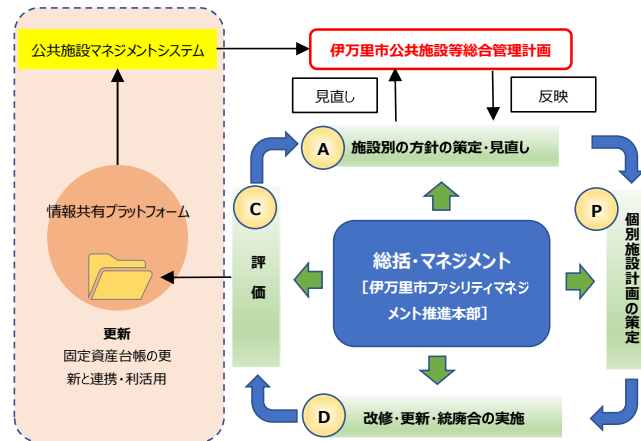 公共施設マネジメントシステム
伊万里市公共施設等総合管理計画
見直し
反映
A
施設別の方針の策定・見直し
C
評価
P
個別施設計画の策定
情報共有プラットフォーム
更新
固定資産台帳の更
新と連携・利活用
総括・マネジメント
［伊万里市ファシリティマネジ
メント推進本部］
D
改修・更新・統廃合の実施